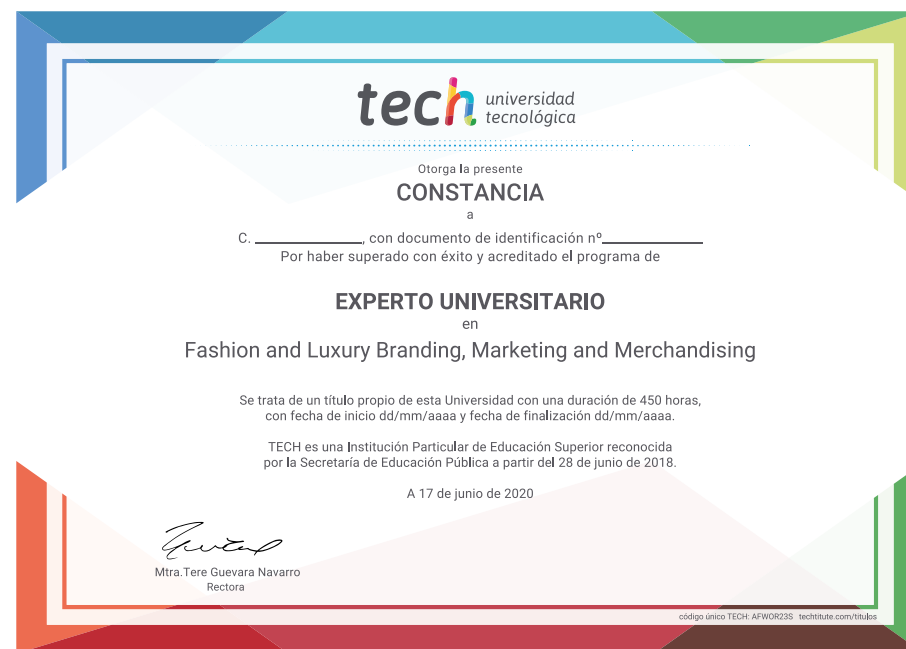 tech universidad
tecnológica
Otorga la presente
CONSTANCIA
a
C. ____________, con documento de identificación nº____________
Por haber superado con éxito y acreditado el programa de
EXPERTO UNIVERSITARIO
en
Fashion and Luxury Branding, Marketing and Merchandising
Se trata de un título propio de esta Universidad con una duración de 450 horas,
con fecha de inicio dd/mm/aaaa y fecha de finalización dd/mm/aaaa.
TECH es una Institución Particular de Educación Superior reconocida
por la Secretaría de Educación Pública a partir del 28 de junio de 2018.
A 17 de junio de 2020
Mtra.Tere Guevara Navarro
Rectora
código único TECH: AFWOR23S techtitute.com/titulos